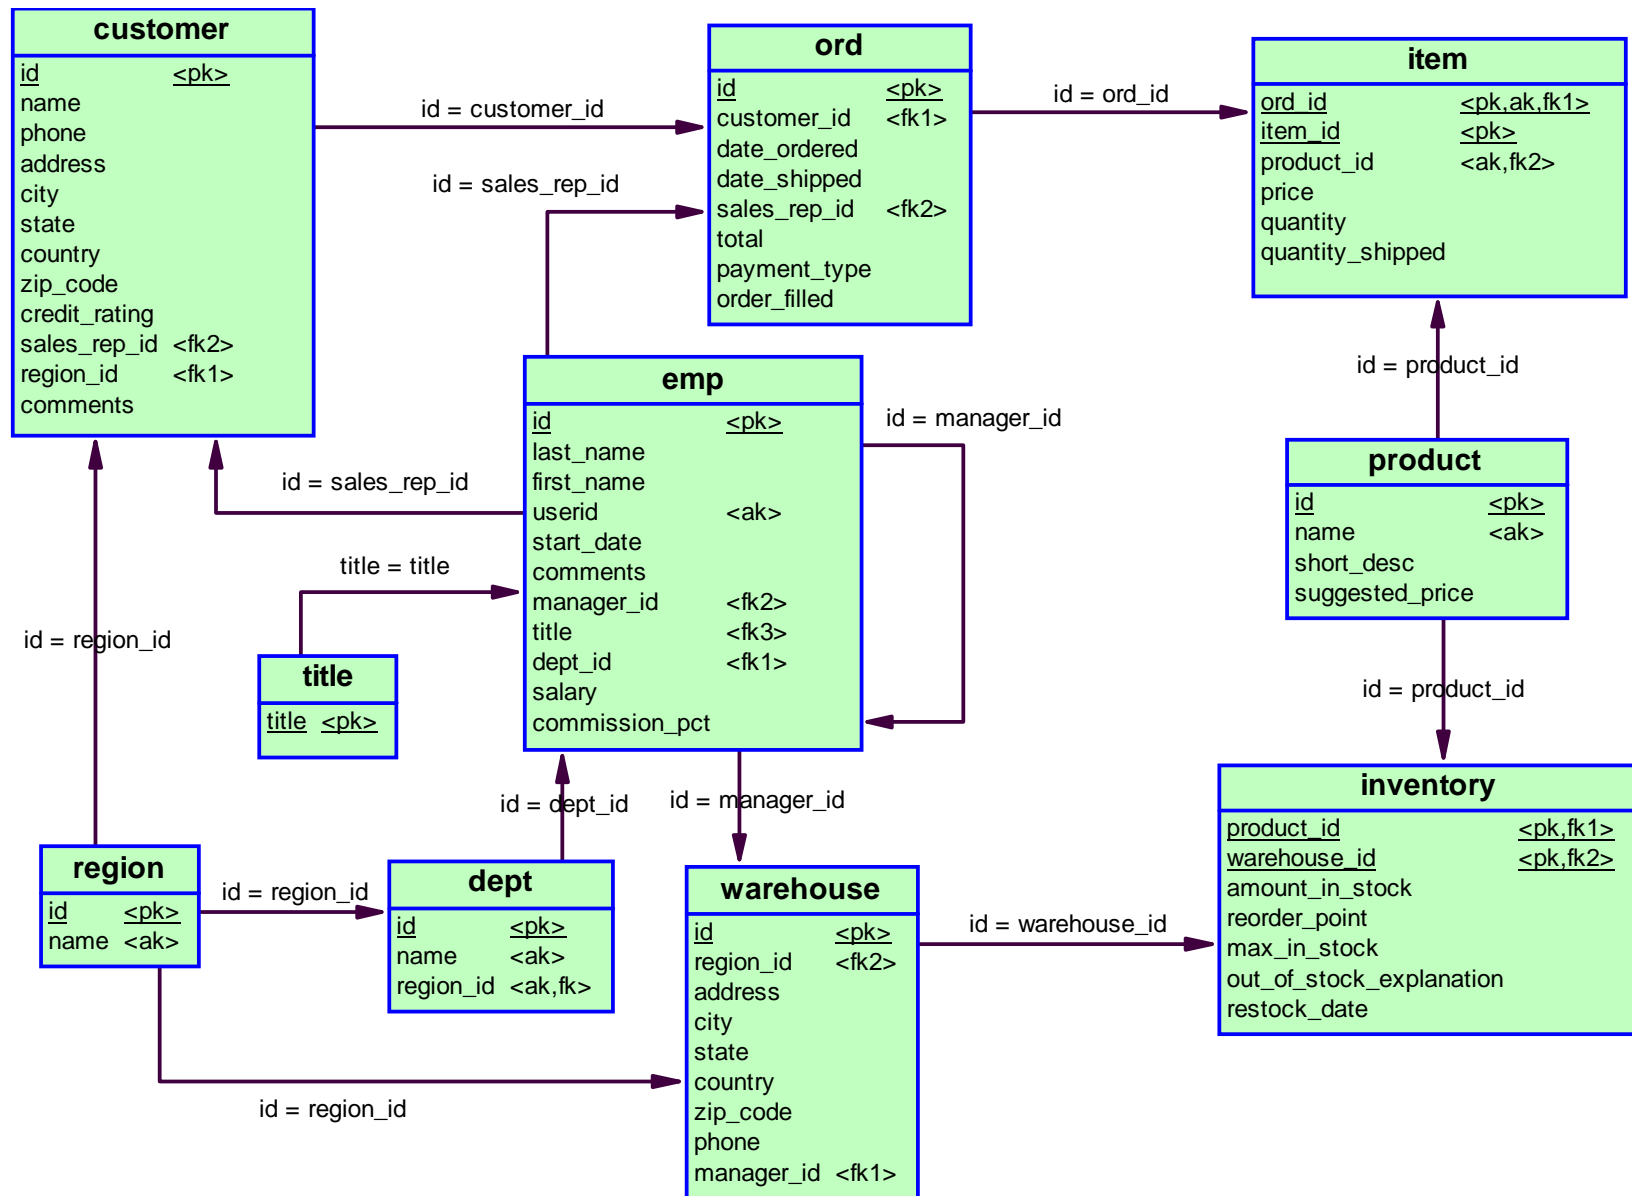 customer
id <pk>
name
phone
address
city
state
country
zip_code
credit_rating
sales_rep_id <fk2>
region_id <fk1>
comments
id = customer_id
id = sales_rep_id
ord
id <pk>
customer_id <fk1>
date_ordered
date_shipped
sales_rep_id <fk2>
total
payment_type
order_filled
id = ord_id
item
ord_id <pk,ak,fk1>
item_id <pk>
product_id <ak,fk2>
price
quantity
quantity_shipped
id = product_id
emp
id <pk>
last_name
first_name
userid <ak>
start_date
comments
manager_id <fk2>
title <fk3>
dept_id <fk1>
salary
commission_pct
id = manager_id
id = sales_rep_id
title = title
id = region_id
title
title <pk>
product
id <pk>
name <ak>
short_desc
suggested_price
id = product_id
id = dept_id
id = manager_id
region
id <pk>
name <ak>
id = region_id
dept
id <pk>
name <ak>
region_id <ak,fk>
id = region_id
warehouse
id <pk>
region_id <fk2>
address
city
state
country
zip_code
phone
manager_id <fk1>
id = warehouse_id
inventory
product_id <pk,fk1>
warehouse_id <pk,fk2>
amount_in_stock
reorder_point
max_in_stock
out_of_stock_explanation
restock_date